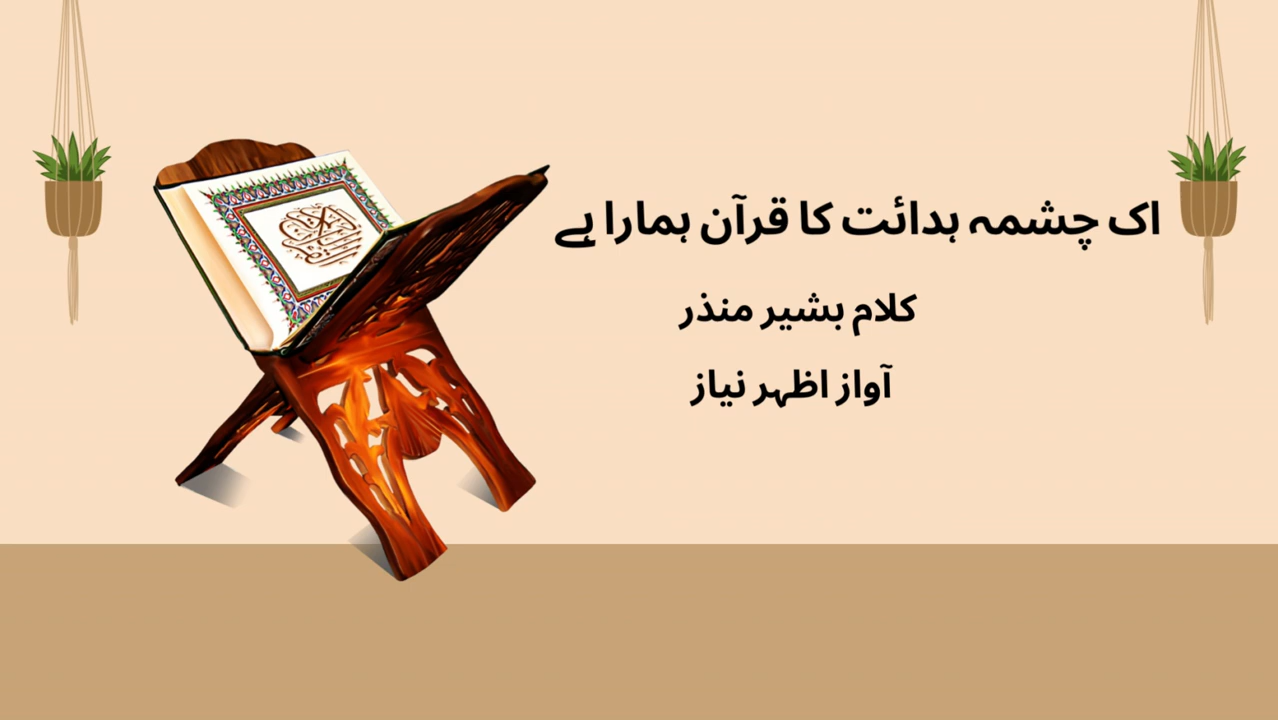 اک چشمہ ہدائت کا قرآن ہمارا ہے
کلام بشیر منذر
آواز اظہر نیاز